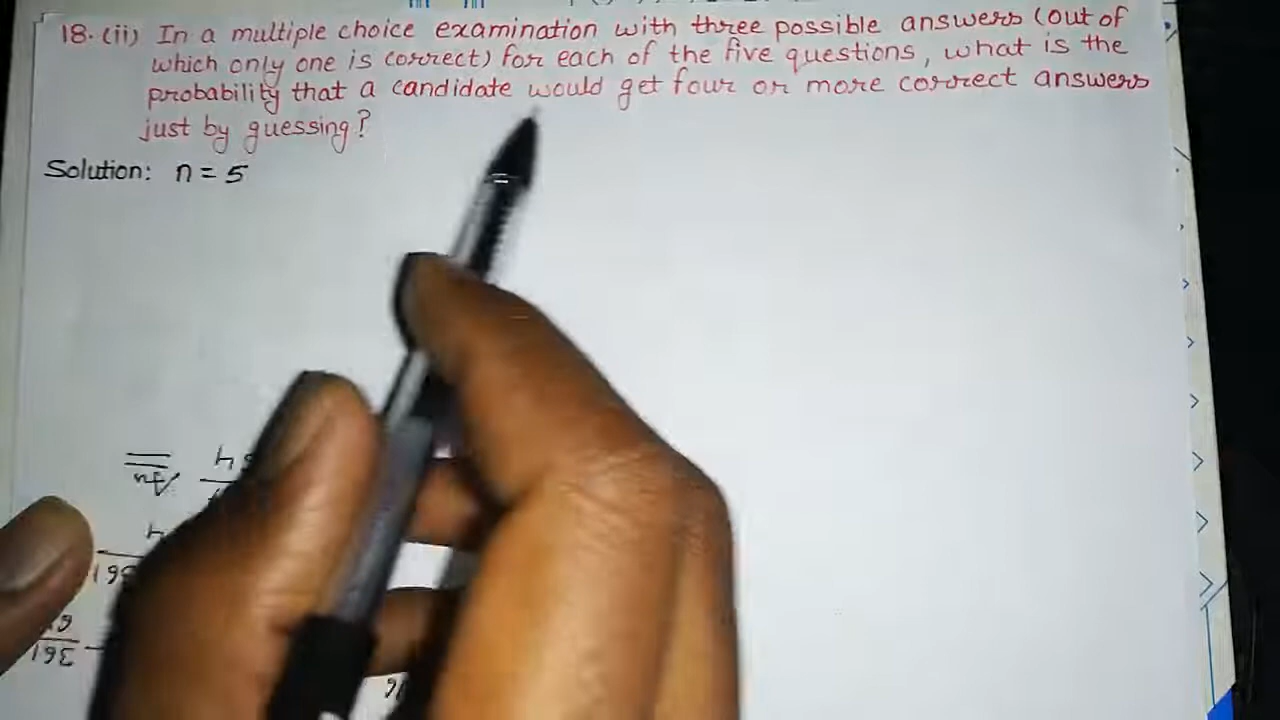 18. (ii) In a multiple choice examination with three possible answers (out of
which only one is correct) for each of the five questions, what is the
probability that a candidate would get four or more correct answers
just by guessing?
Solution: n = 5